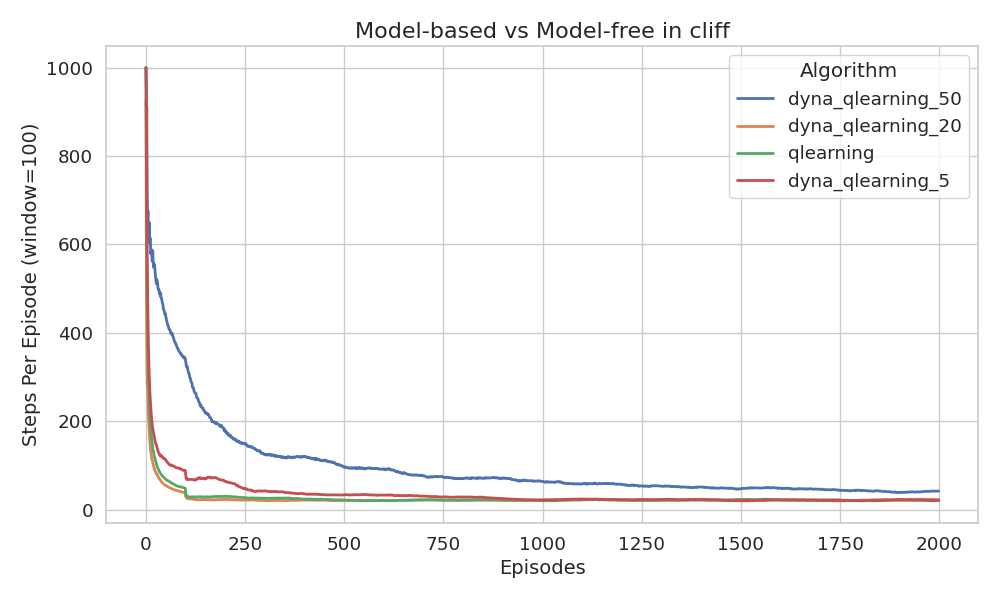 Model-based vs Model-free in cliff
Steps Per Episode (window=100)
1000
800
600
400
200
0
Algorithm
dyna_qlearning_50
dyna_qlearning_20
qlearning
dyna_qlearning_5
0 250 500 750 1000 1250 1500 1750 2000
Episodes